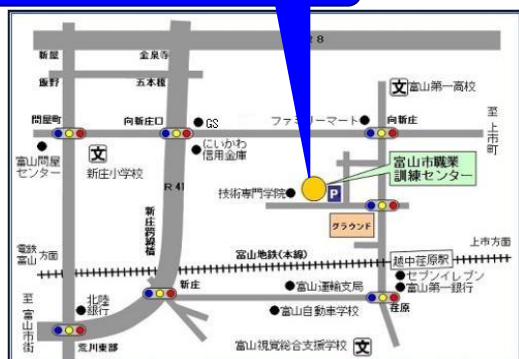 R 8
新屋
金泉寺
飯野
五本榎
文 富山第一高校
問屋町
向新庄口
GS
ファミリーマート
向新庄
至 上市町
富山問屋
センター
文
新庄小学校
にいかわ
信用金庫
富山市職業
訓練センター
技術専門学院
P
R 41
新庄跨線橋
グラウンド
電鉄
富山 方面
富山地鉄(本線)
越中荏原駅
上市方面
セブンイレブン
富山第一銀行
新庄
富山運輸支局
荏原
至 富山市街
北陸
銀行
富山自動車学校
荒川東部
富山視覚総合支援学校 文